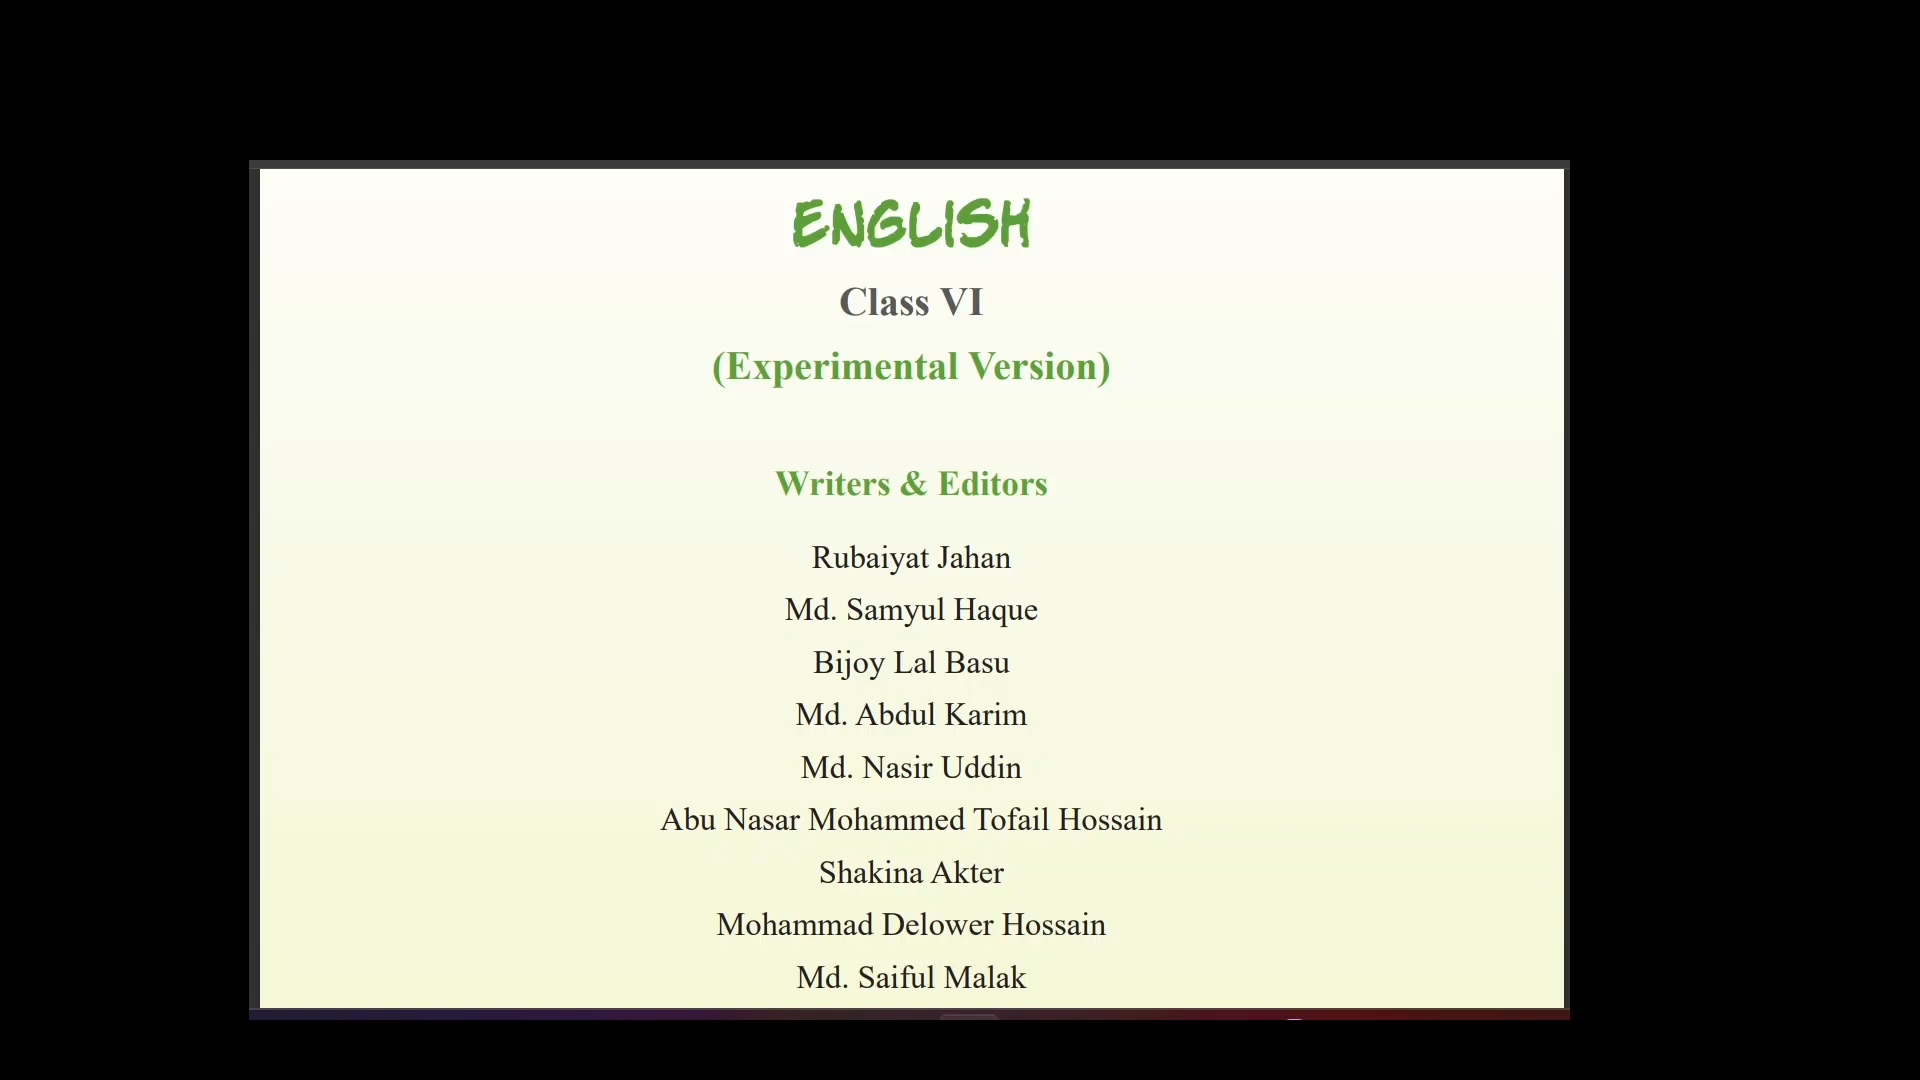 ENGLISH
Class VI
(Experimental Version)
Writers & Editors
Rubaiyat Jahan
Md. Samyul Haque
Bijoy Lal Basu
Md. Abdul Karim
Md. Nasir Uddin
Abu Nasar Mohammed Tofail Hossain
Shakina Akter
Mohammad Delower Hossain
Md. Saiful Malak